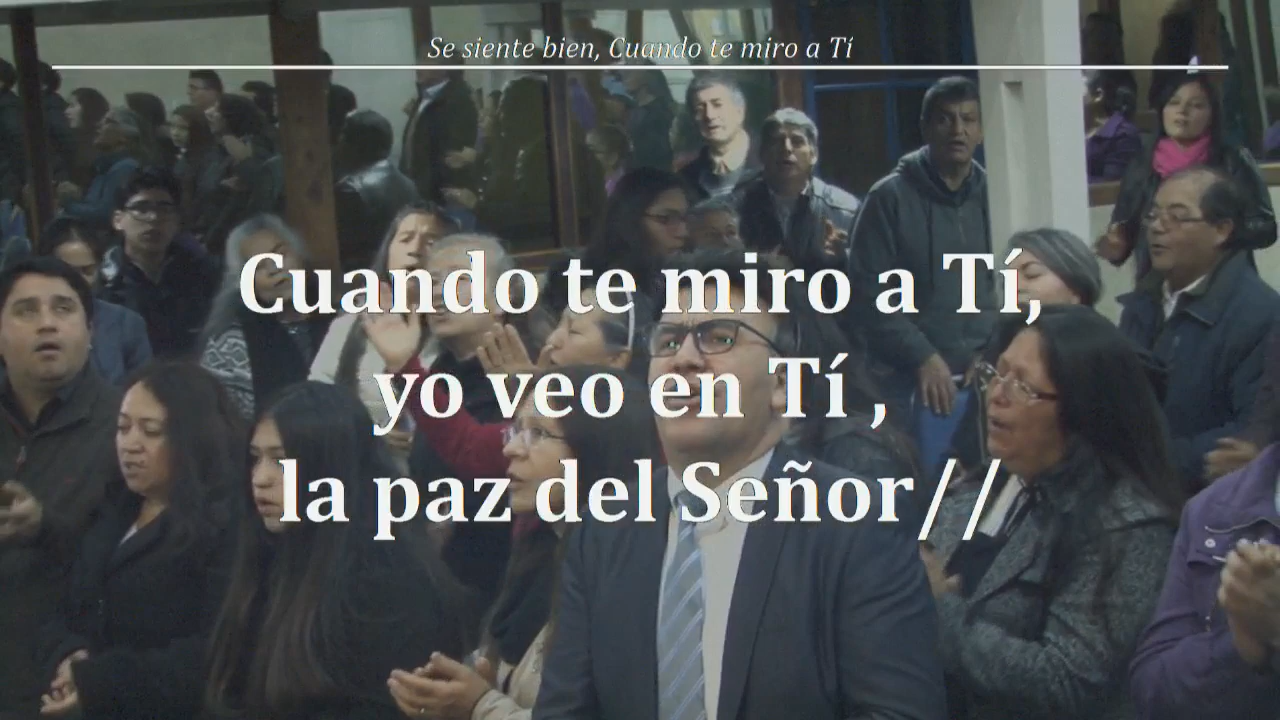 Se siente bien, Cuando te miro a Tí
Cuando te miro a Tí,
yo veo en Tí ,
la paz del Señor//